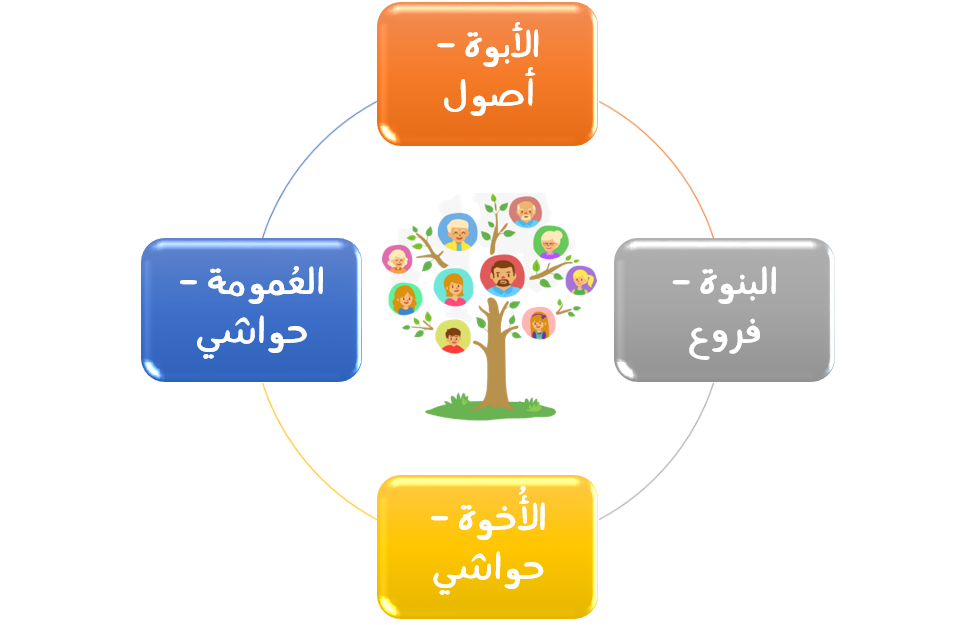 الأبوة –
أصول
البنوة –
فروع
العُمومة –
حواشي
الأُخوة –
حواشي